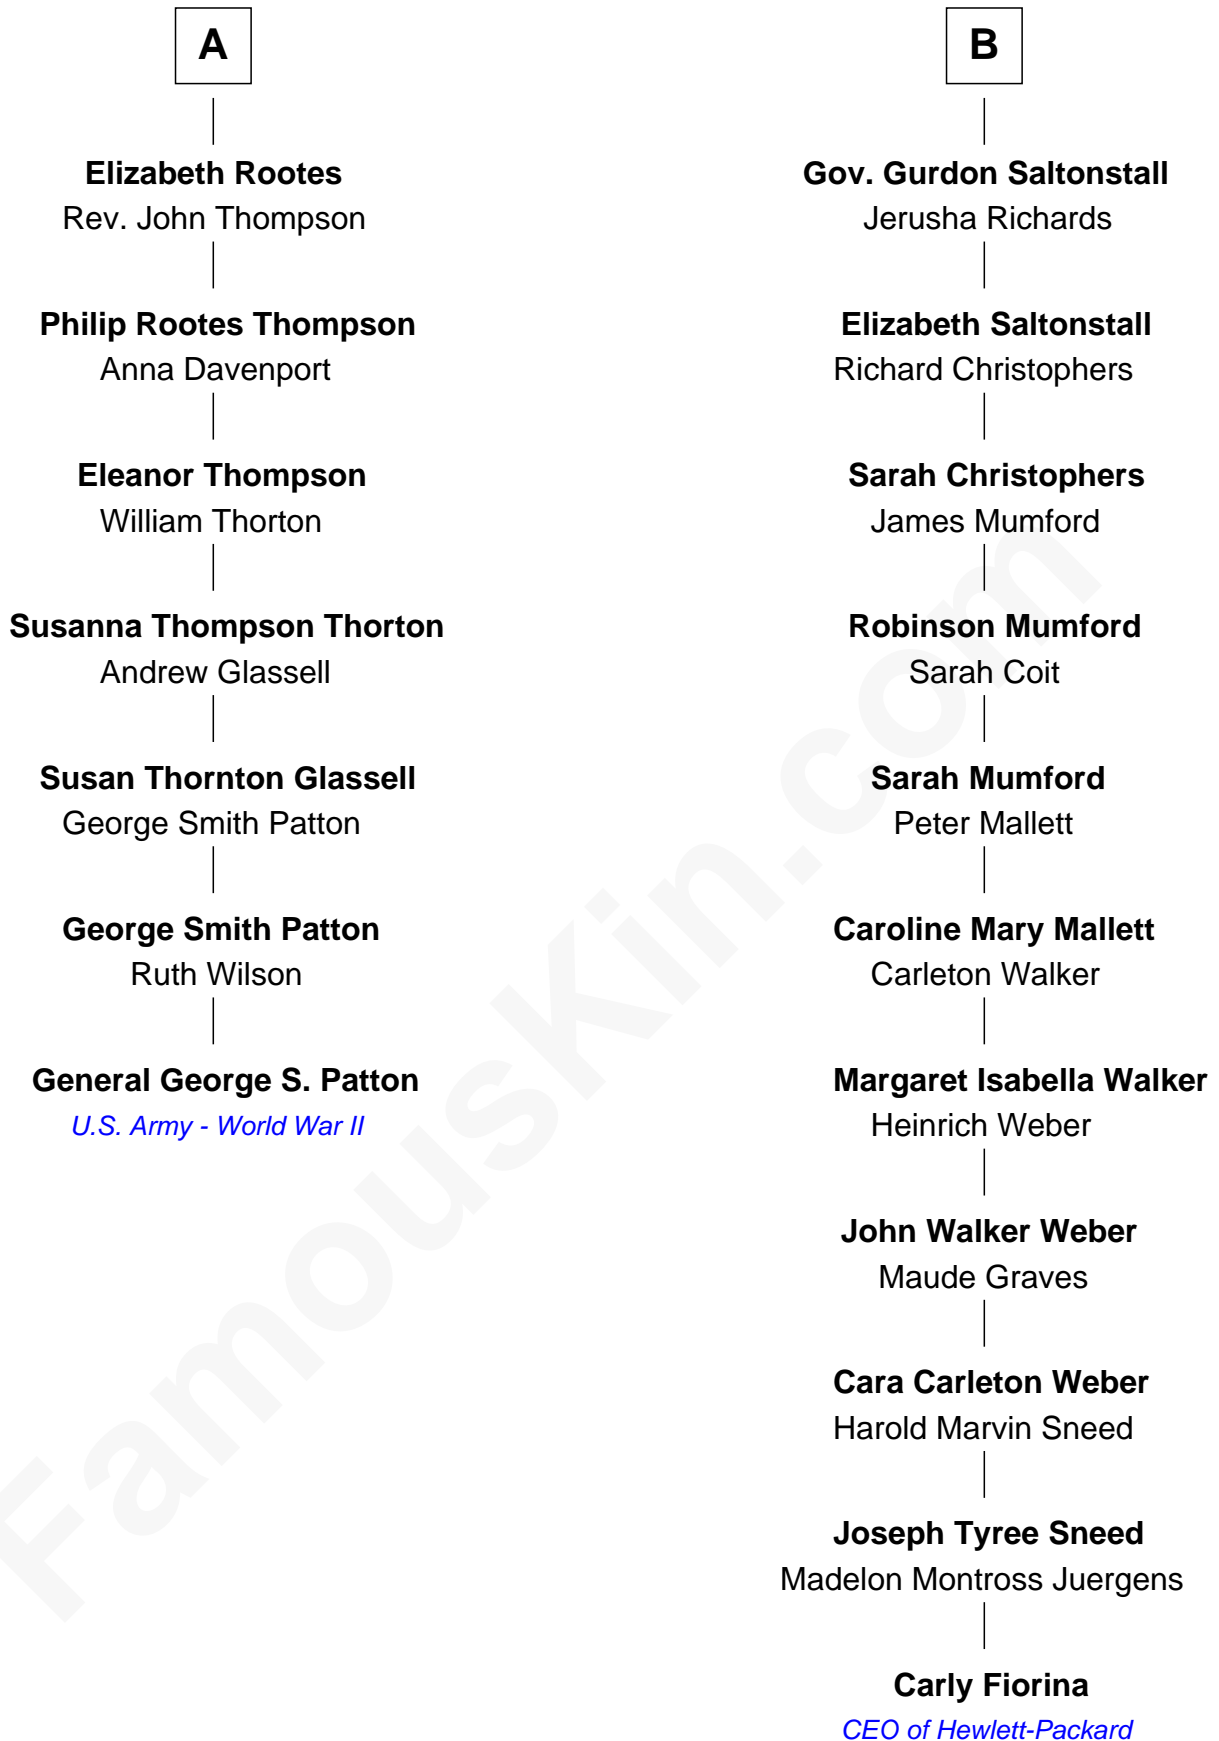 A
Elizabeth Rootes
Rev. John Thompson
Philip Rootes Thompson
Anna Davenport
Eleanor Thompson
William Thorton
Susanna Thompson Thorton
Andrew Glassell
Susan Thornton Glassell
George Smith Patton
George Smith Patton
Ruth Wilson
General George S. Patton
U.S. Army - World War II
B
Gov. Gurdon Saltonstall
Jerusha Richards
Elizabeth Saltonstall
Richard Christophers
Sarah Christophers
James Mumford
Robinson Mumford
Sarah Coit
Sarah Mumford
Peter Mallett
Caroline Mary Mallett
Carleton Walker
Margaret Isabella Walker
Heinrich Weber
John Walker Weber
Maude Graves
Cara Carleton Weber
Harold Marvin Sneed
Joseph Tyree Sneed
Madelon Montross Juergens
Carly Fiorina
CEO of Hewlett-Packard
FamousKin.com